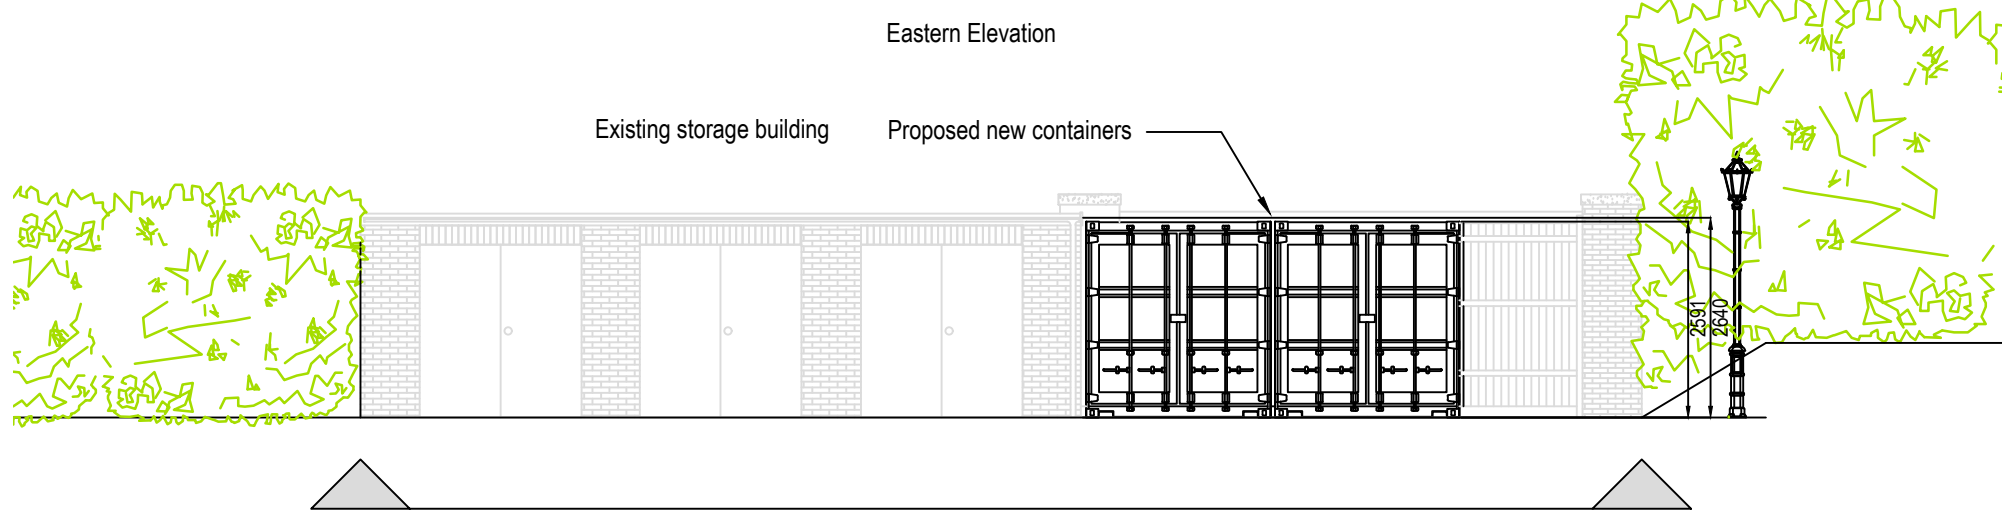 Eastern Elevation
Existing storage building
Proposed new containers
2591
2640